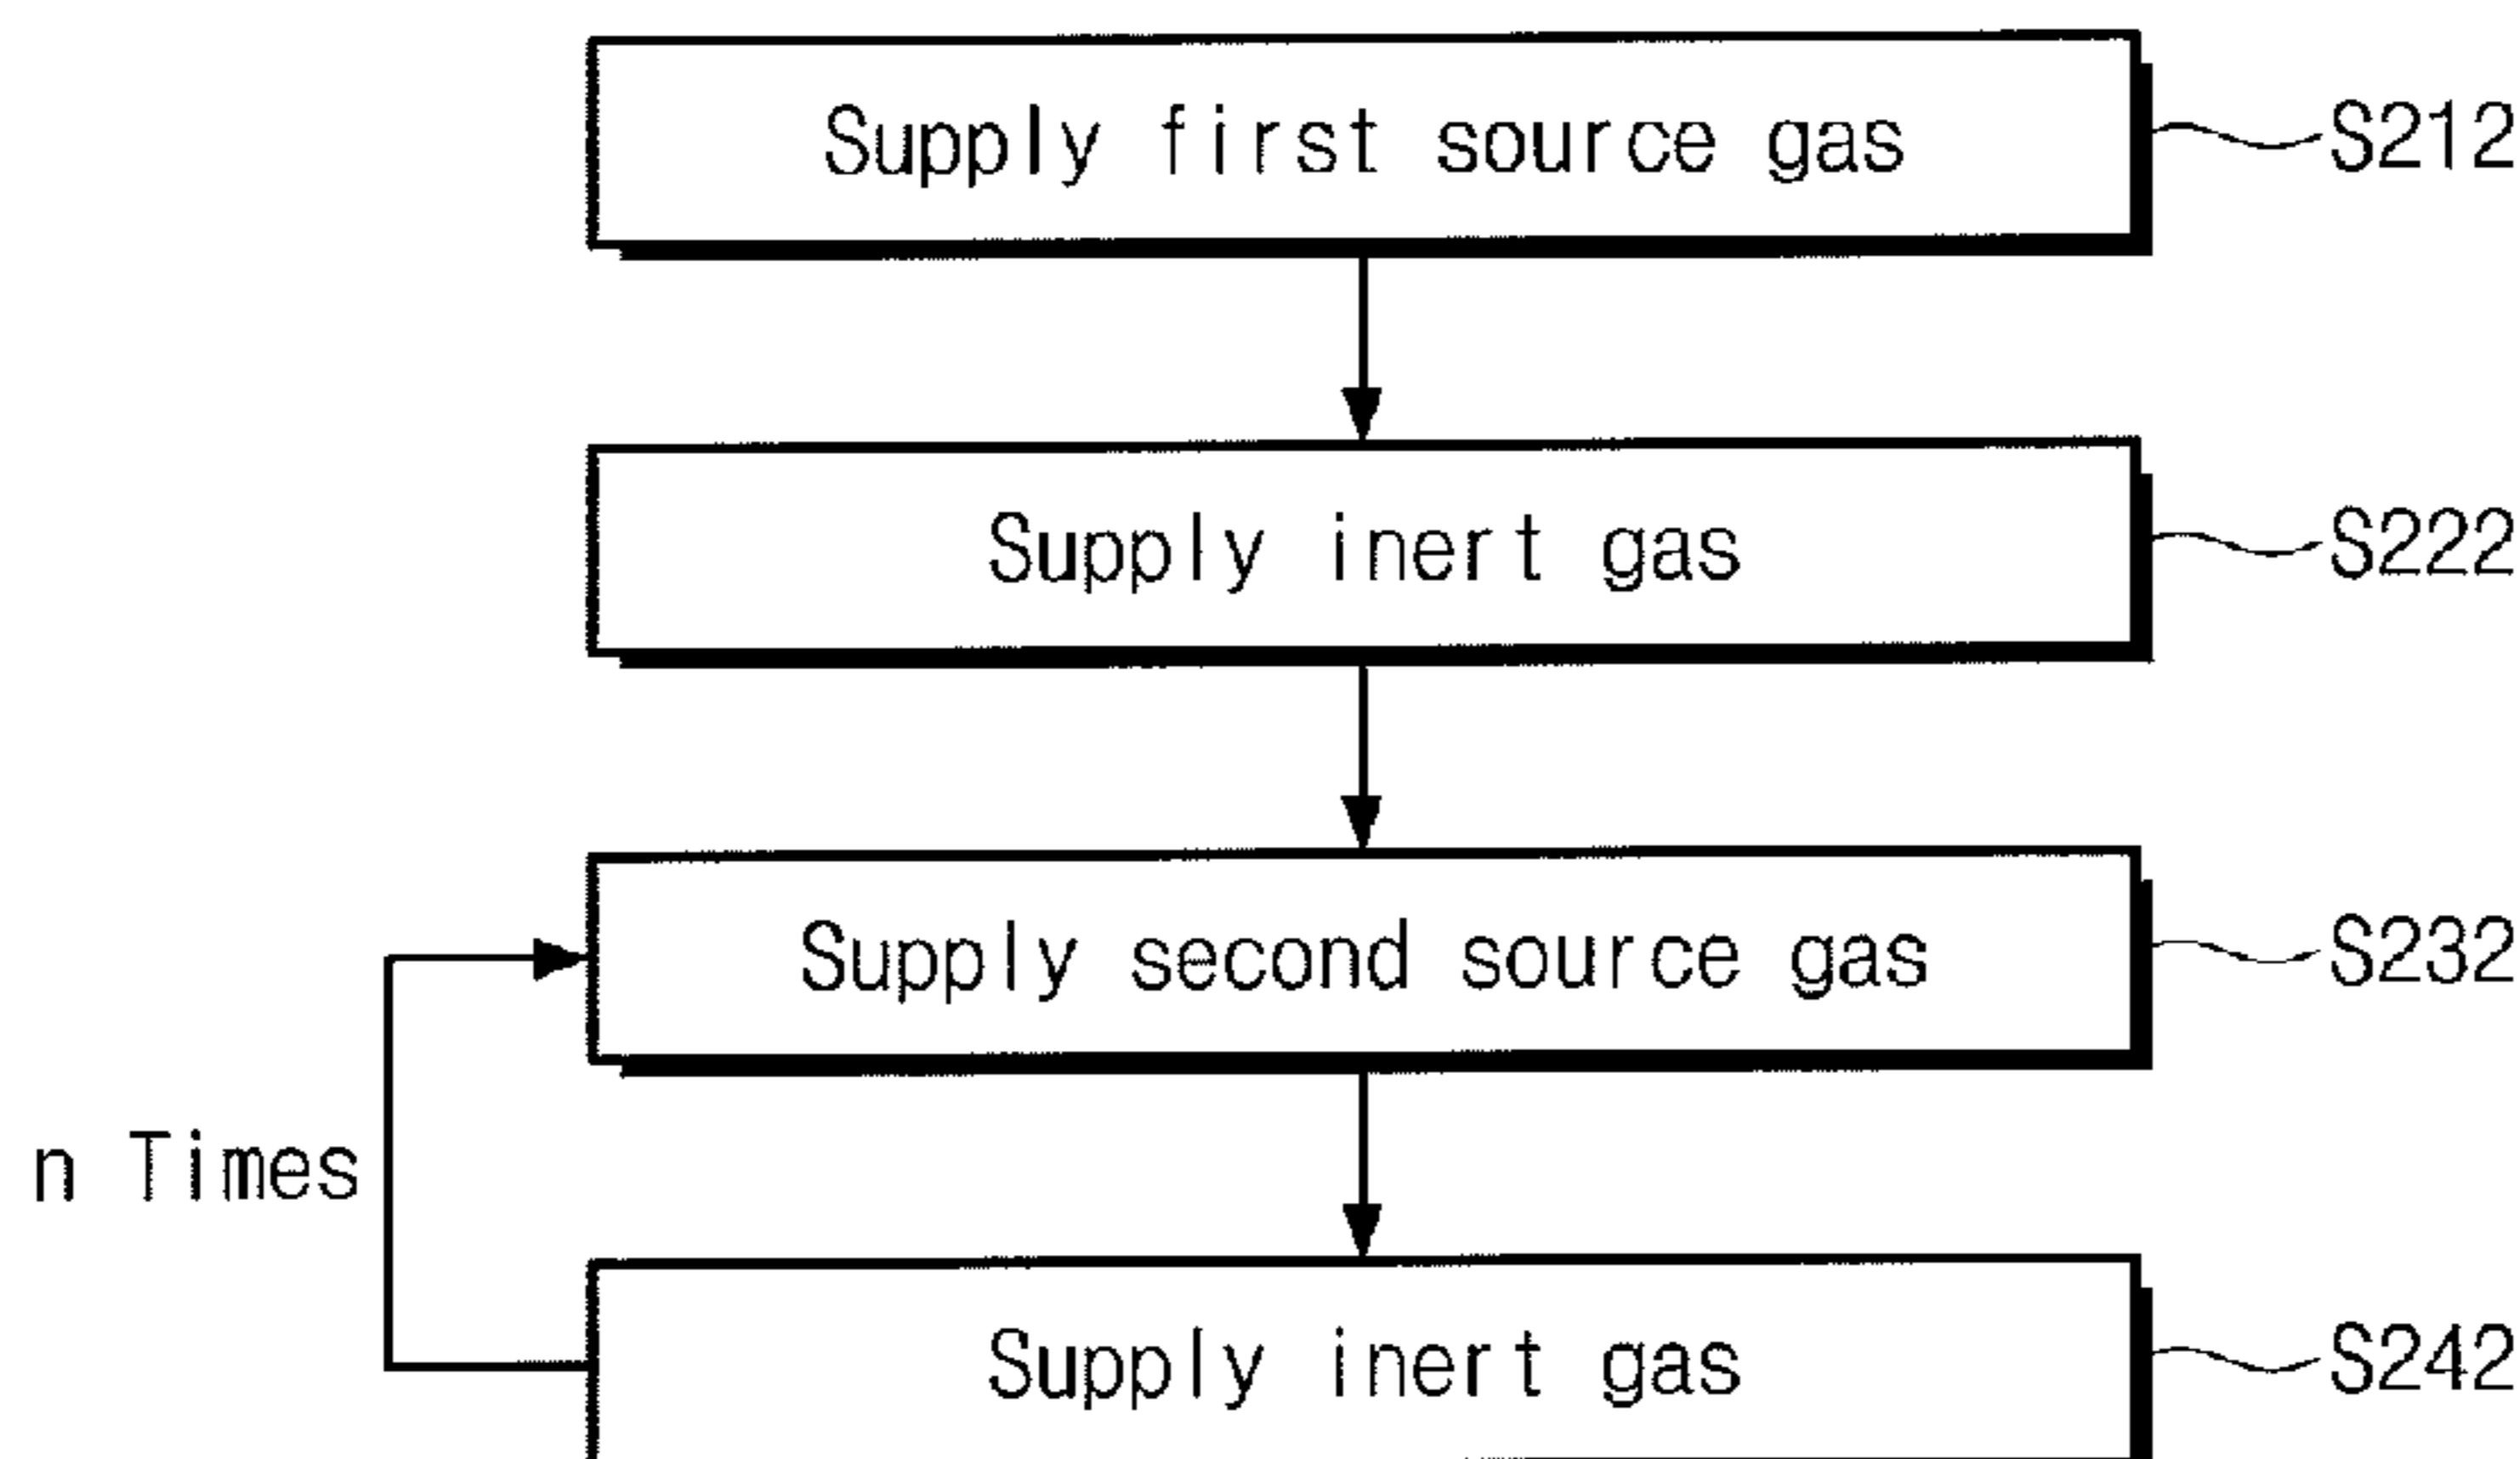 Supply first source gas S212
Supply inert gas S222
Supply second source gas S232
n Times
Supply inert gas S242